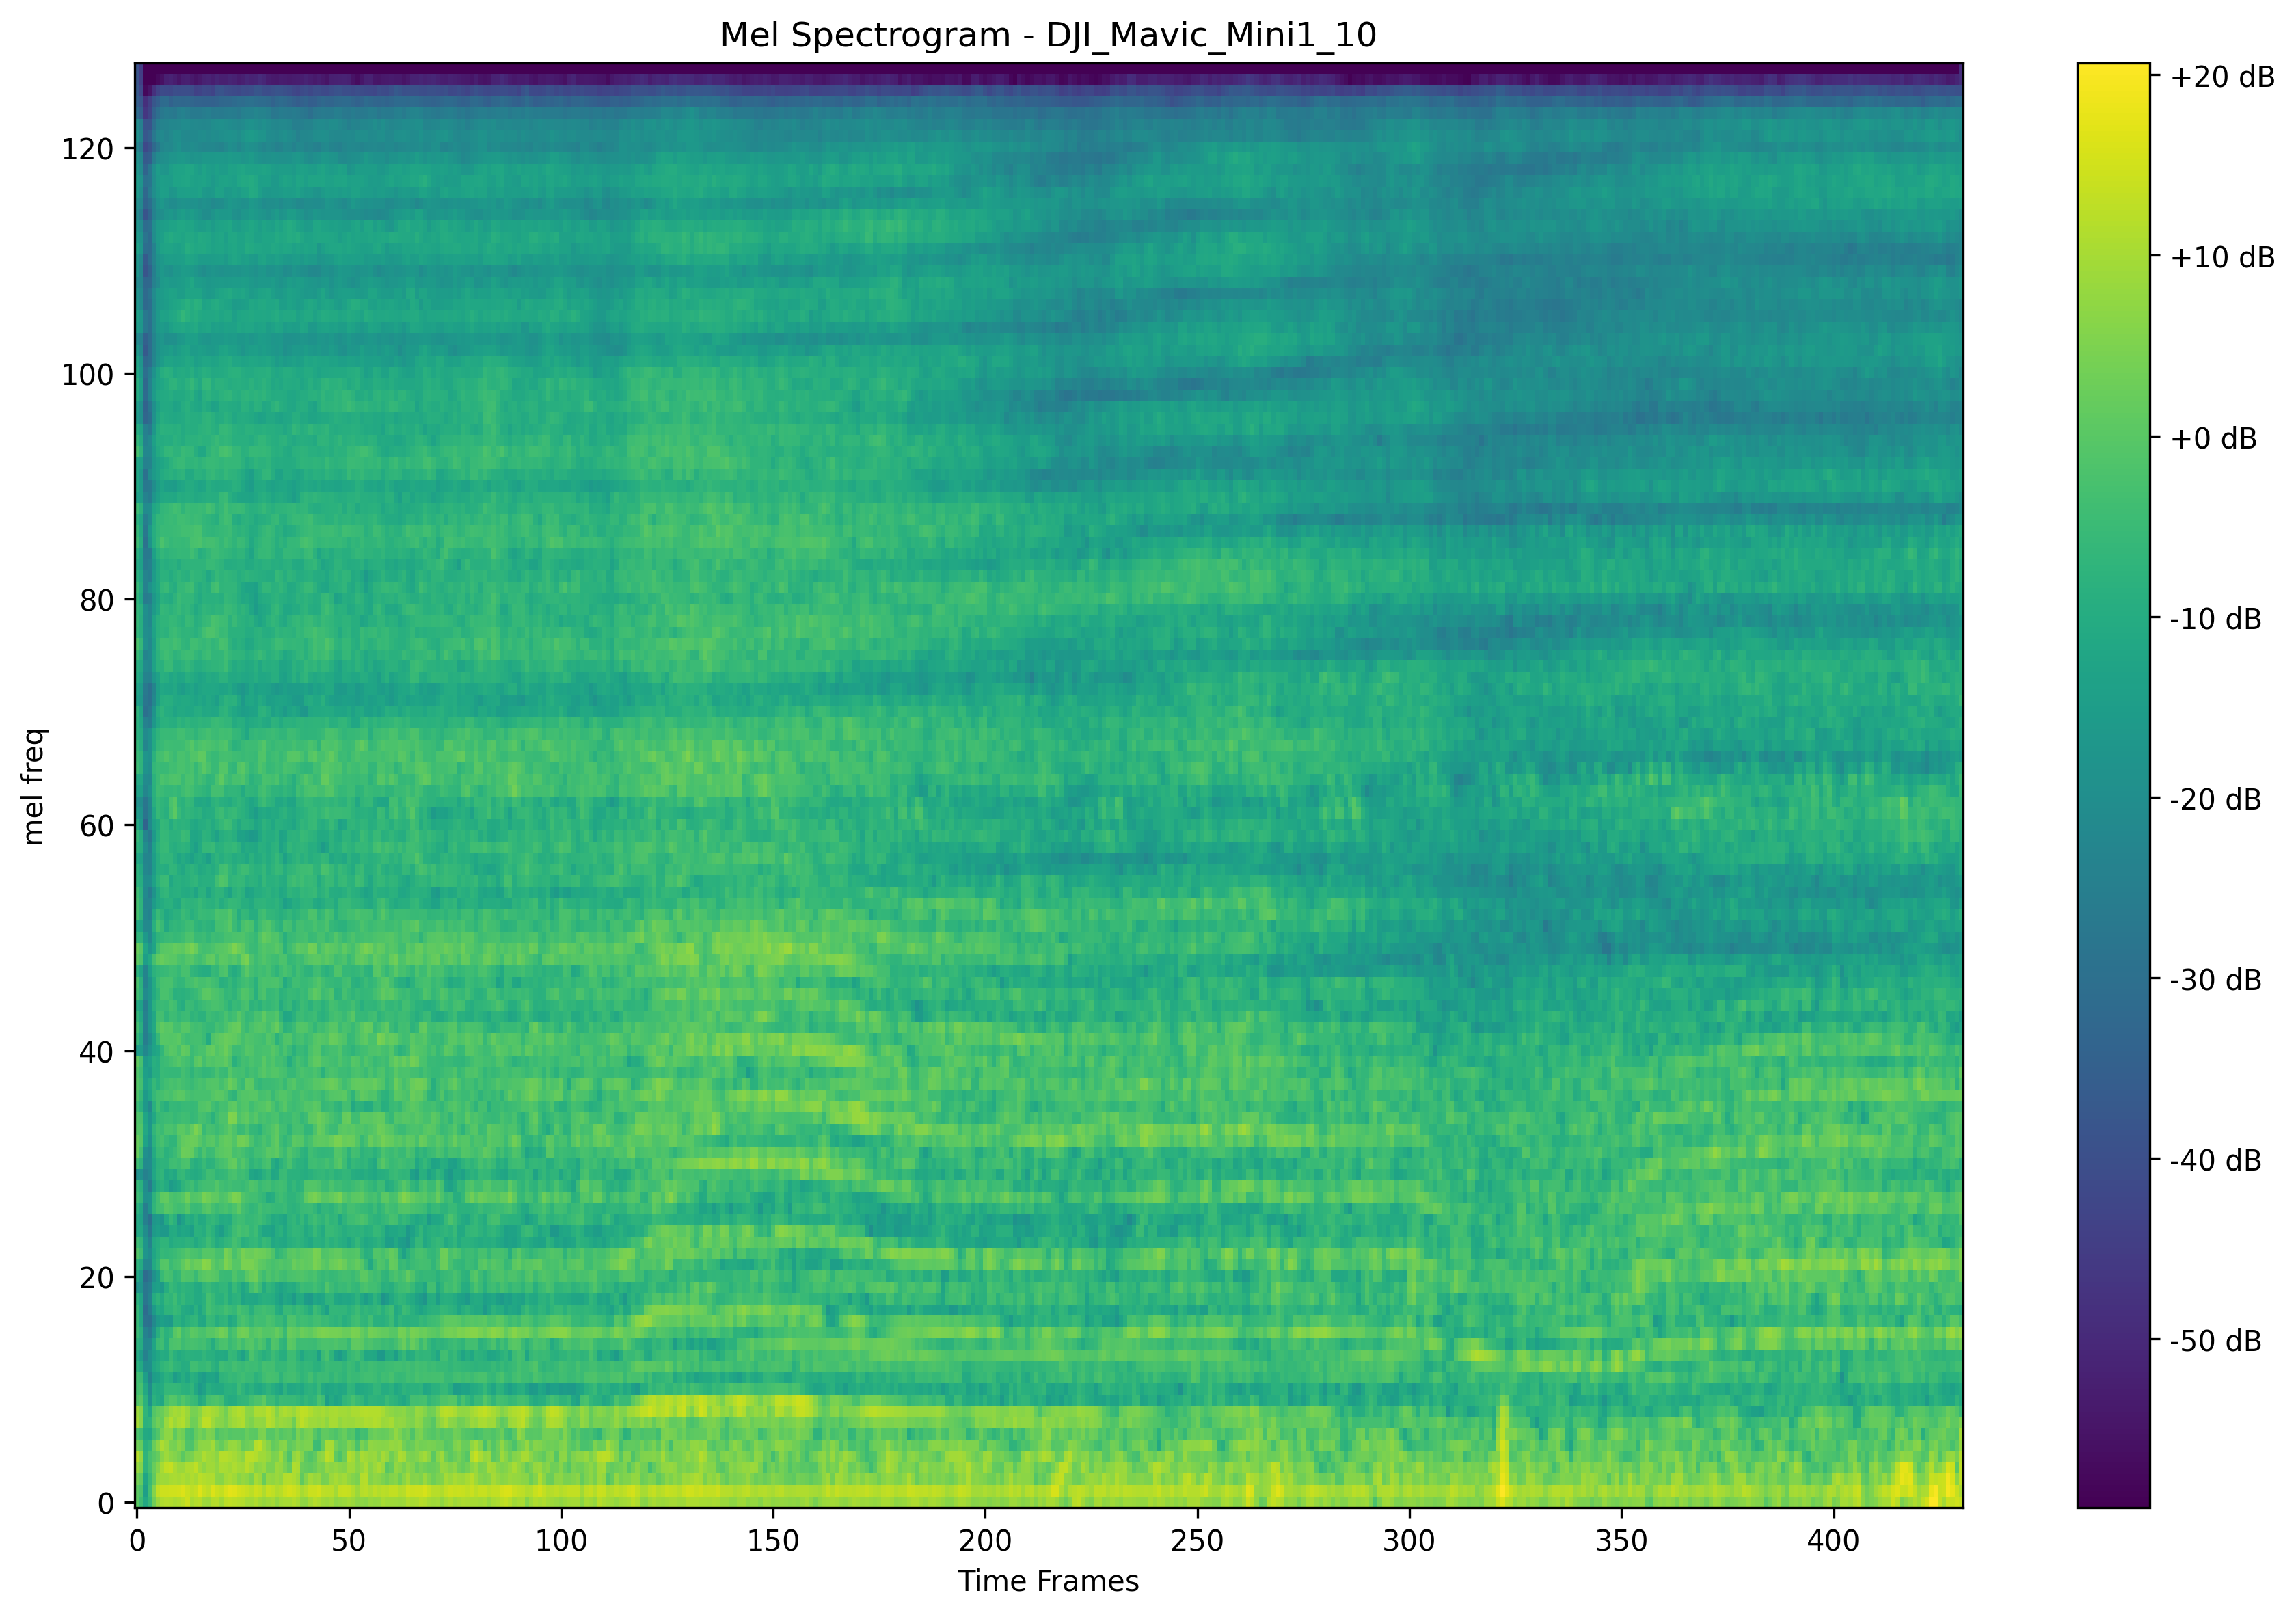 Mel Spectrogram - DJI_Mavic_Mini1_10
mel freq
120
100
80
60
40
20
0
0 50 100 150 200 250 300 350 400
Time Frames
+20 dB
+10 dB
+0 dB
-10 dB
-20 dB
-30 dB
-40 dB
-50 dB